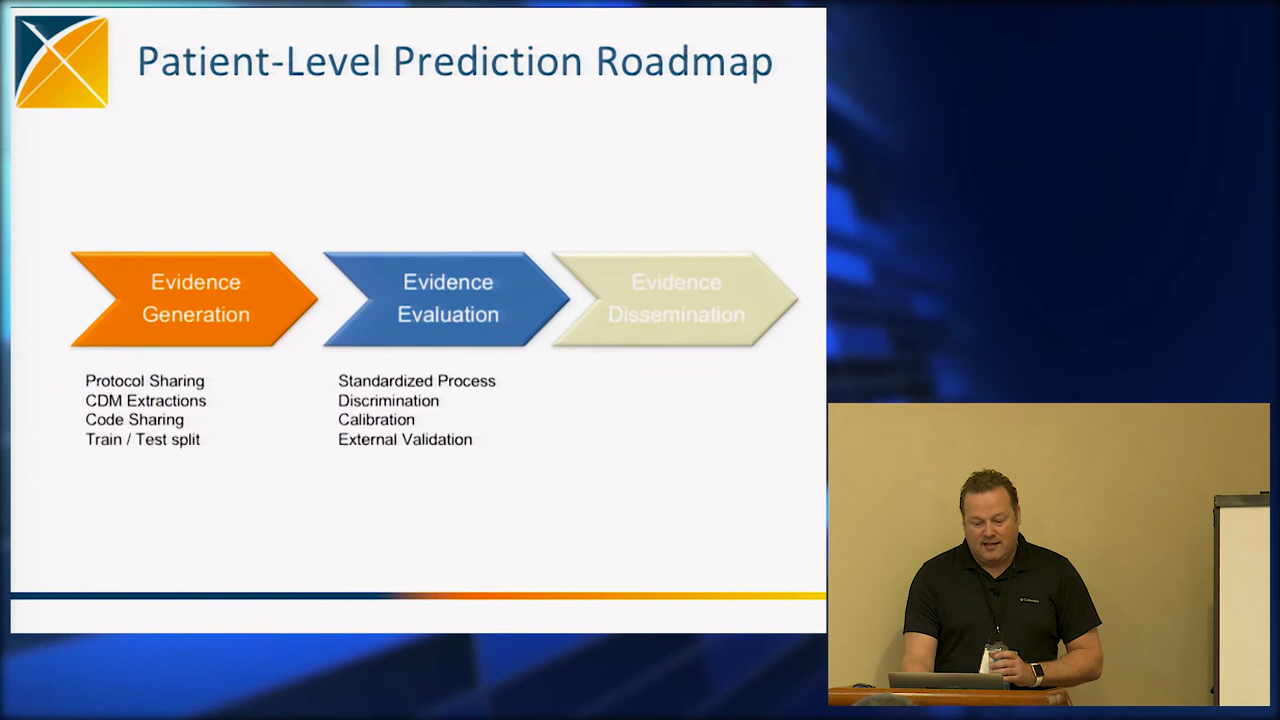 Patient-Level Prediction Roadmap
Evidence
Generation
Evidence
Evaluation
Evidence
Dissemination
Protocol Sharing
CDM Extractions
Code Sharing
Train / Test split
Standardized Process
Discrimination
Calibration
External Validation
Columbia